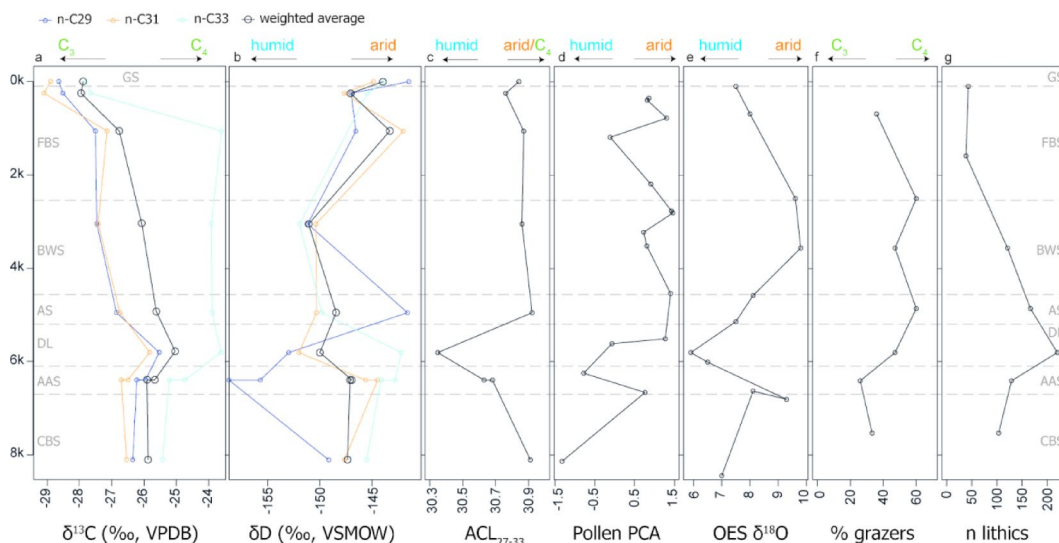 n-C29 n-C31 n-C33 weighted average
C₃ C₄ humid arid humid arid/C₄ humid arid humid arid C₃ C₄
a b c d e f g
0k GS GS
FBS FBS
2k
BWS BWS
4k
AS AS
DL DL
6k
AAS AAS
CBS CBS
8k
-29 -27 -26 -25 -24 -155 -150 -145 30.3 30.5 30.7 30.9 -1.5 -0.5 0.5 1.5 6 7 8 9 10 0 20 40 60 80 0 50 100 200
δ¹³C (‰, VPDB) δD (‰, VSMOW) ACL₂₇₋₃₃ Pollen PCA OES δ¹⁸O % grazers n lithics